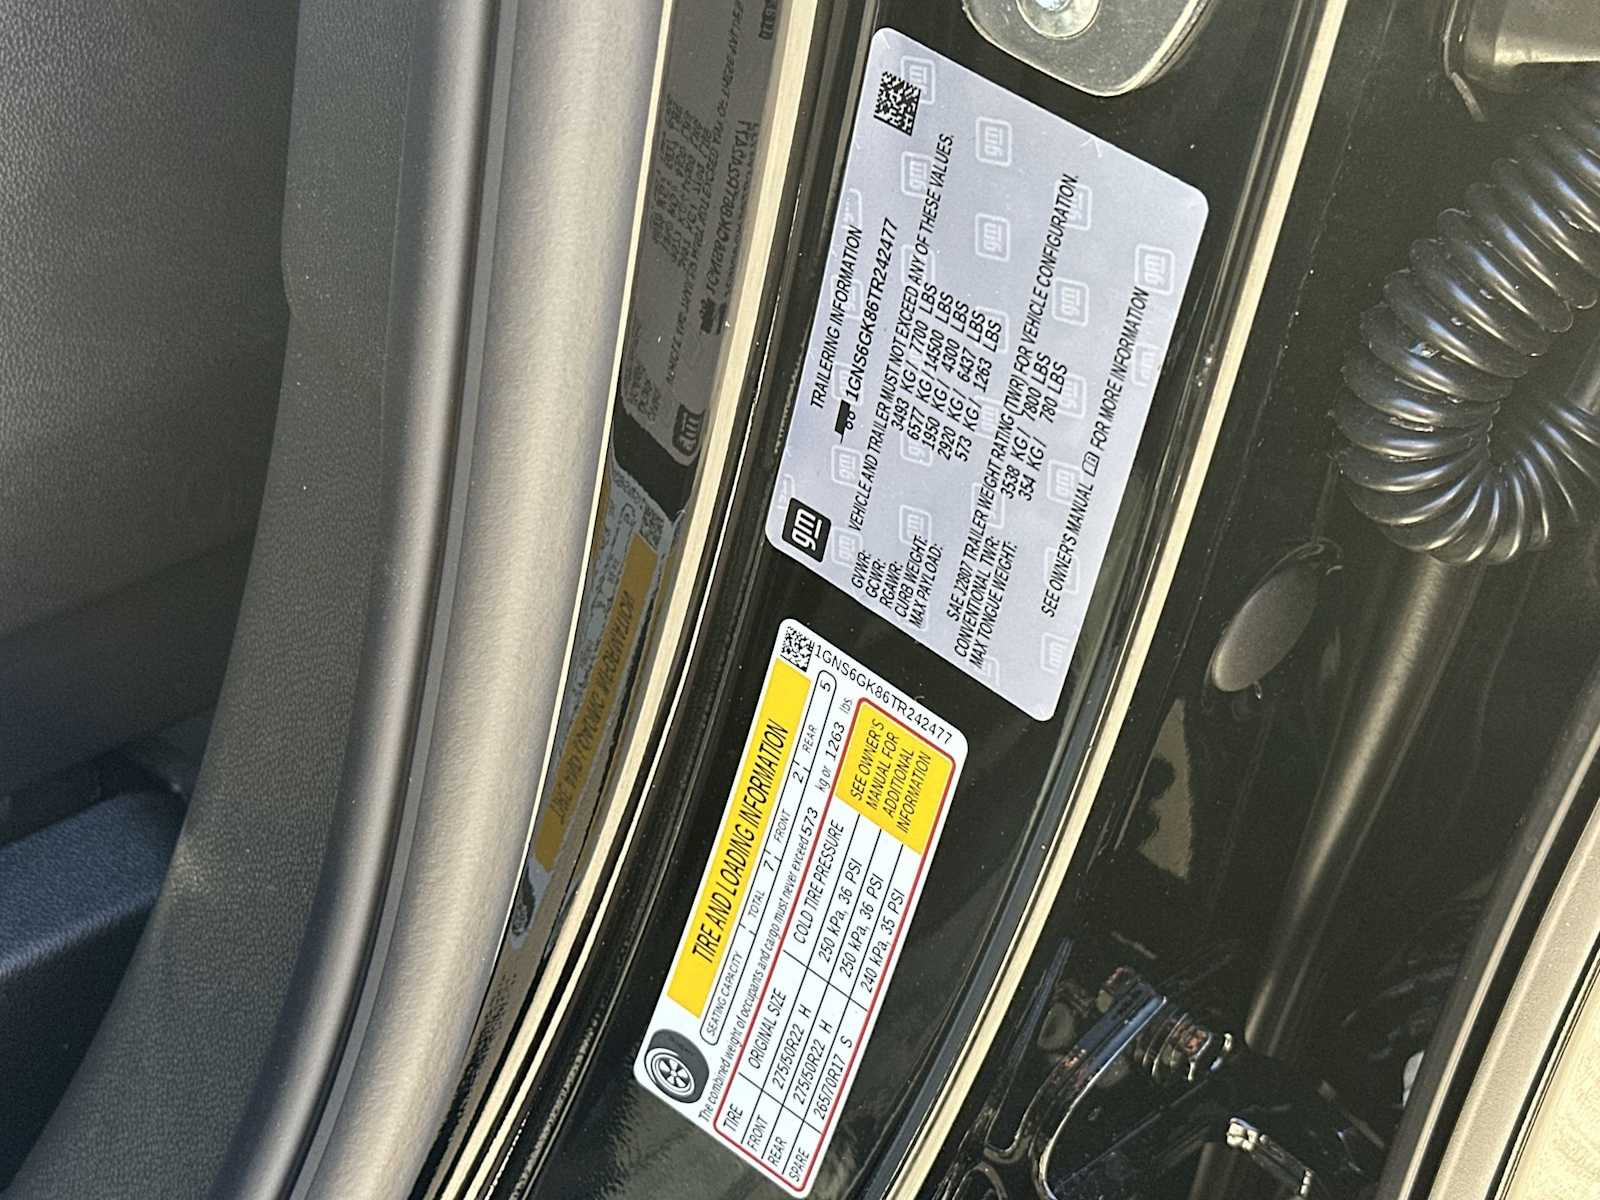 gm
TRAILERING INFORMATION
1GNS6GK86TR242477
VEHICLE AND TRAILER MUST NOT EXCEED ANY OF THESE VALUES.
GVWR: 3493 KG / 7700 LBS
GCWR: 6577 KG / 14500 LBS
RGAWR: 1950 KG / 4300 LBS
CURB WEIGHT: 2920 KG / 6437 LBS
MAX PAYLOAD: 573 KG / 1263 LBS
SAE J2807 TRAILER WEIGHT RATING (TWR) FOR VEHICLE CONFIGURATION.
CONVENTIONAL TWR: 3538 KG / 7800 LBS
MAX TONGUE WEIGHT: 354 KG / 780 LBS
SEE OWNER'S MANUAL FOR MORE INFORMATION
TIRE AND LOADING INFORMATION
1GNS6GK86TR242477
SEATING CAPACITY TOTAL 7 FRONT 2 REAR 5
The combined weight of occupants and cargo must never exceed 573 kg or 1263 lbs.
TIRE ORIGINAL SIZE COLD TIRE PRESSURE
FRONT 275/50R22 H 250 kPa, 36 PSI
REAR 275/50R22 H 250 kPa, 36 PSI
SPARE 265/70R17 S 240 kPa, 35 PSI
SEE OWNER'S
MANUAL FOR
ADDITIONAL
INFORMATION